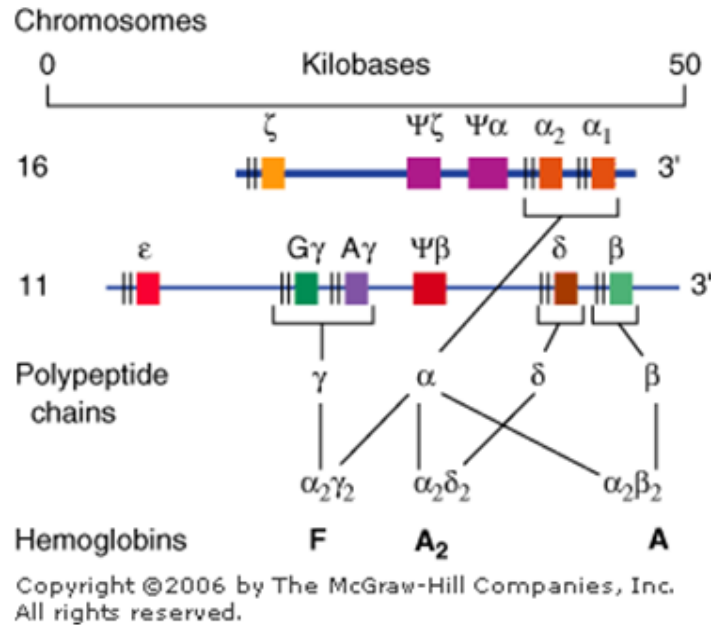 Chromosomes
0 Kilobases 50
ζ Ψζ Ψα α₂ α₁
16 3'
ε Gγ Aγ Ψβ δ β
11 3'
Polypeptide γ α δ β
chains
α₂γ₂ α₂δ₂ α₂β₂
Hemoglobins F A₂ A
Copyright ©2006 by The McGraw-Hill Companies, Inc.
All rights reserved.